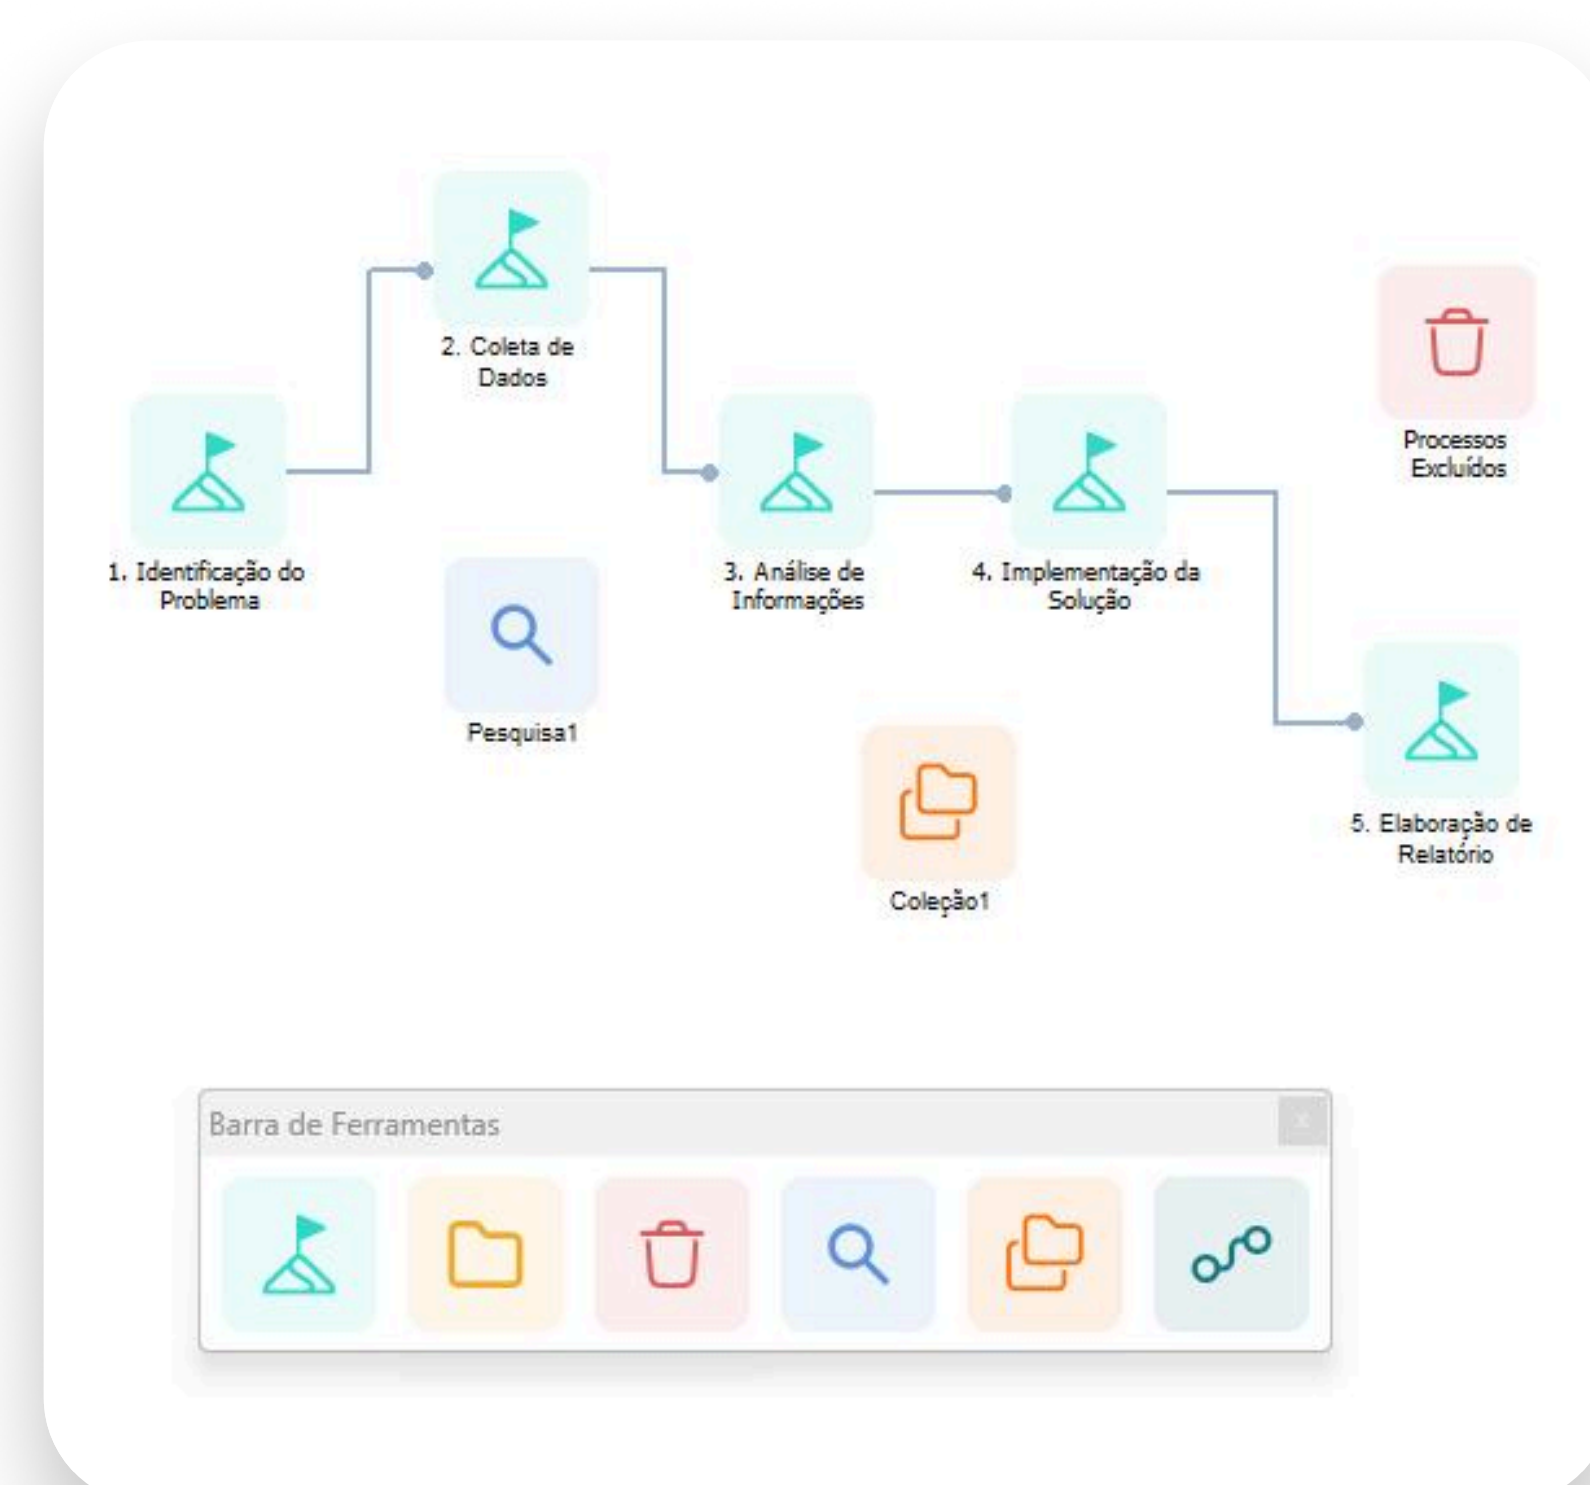 2. Coleta de
Dados
Processos
Excluídos
1. Identificação do
Problema
3. Análise de
Informações
4. Implementação da
Solução
Pesquisa1
5. Elaboração de
Relatório
Coleção1
Barra de Ferramentas
x